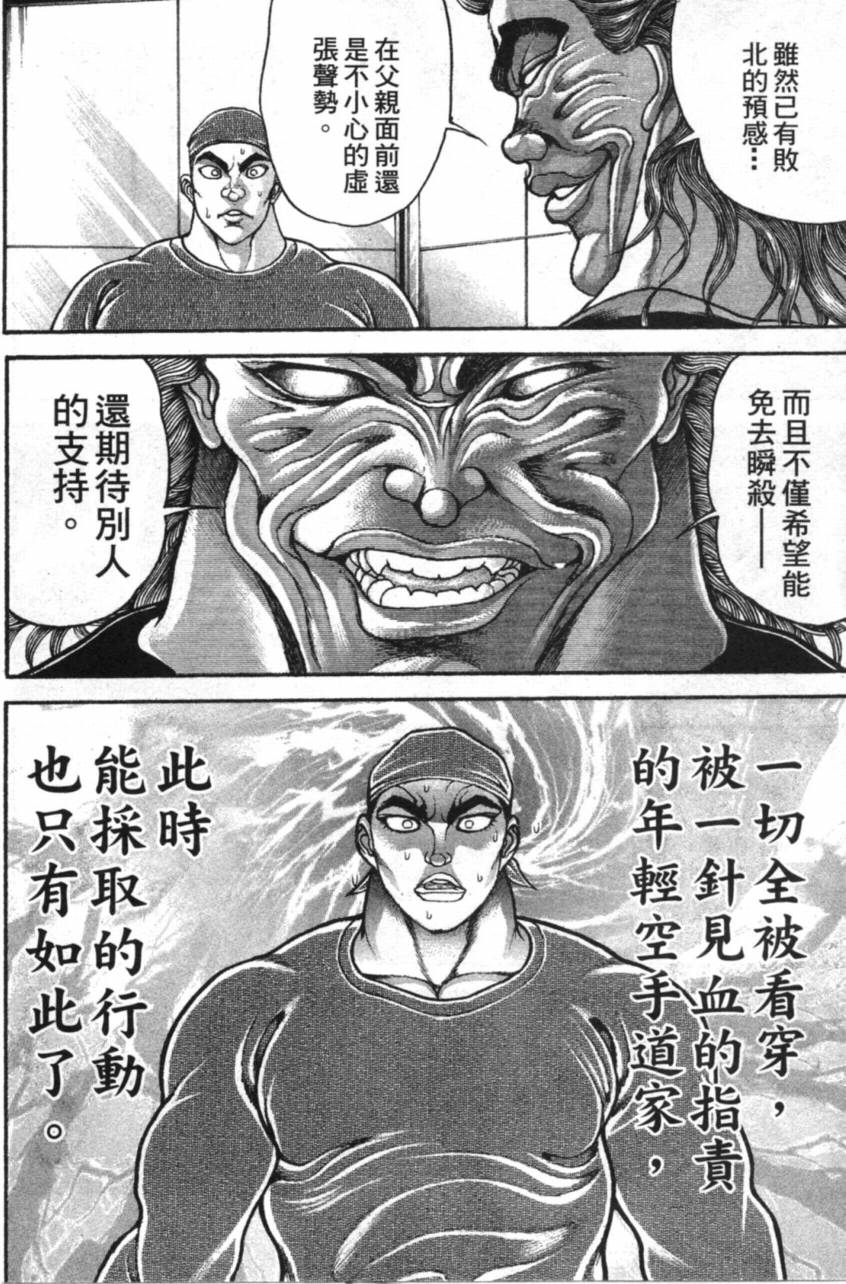 雖然已有敗
北的預感…
在父親面前還
是不小心的虛
張聲勢。
而且不僅希望能
免去瞬殺——
還期待別人
的支持。
一切全被看穿，
被一針見血的指責
的年輕空手道家，
此時
能採取的行動
也只有如此了。